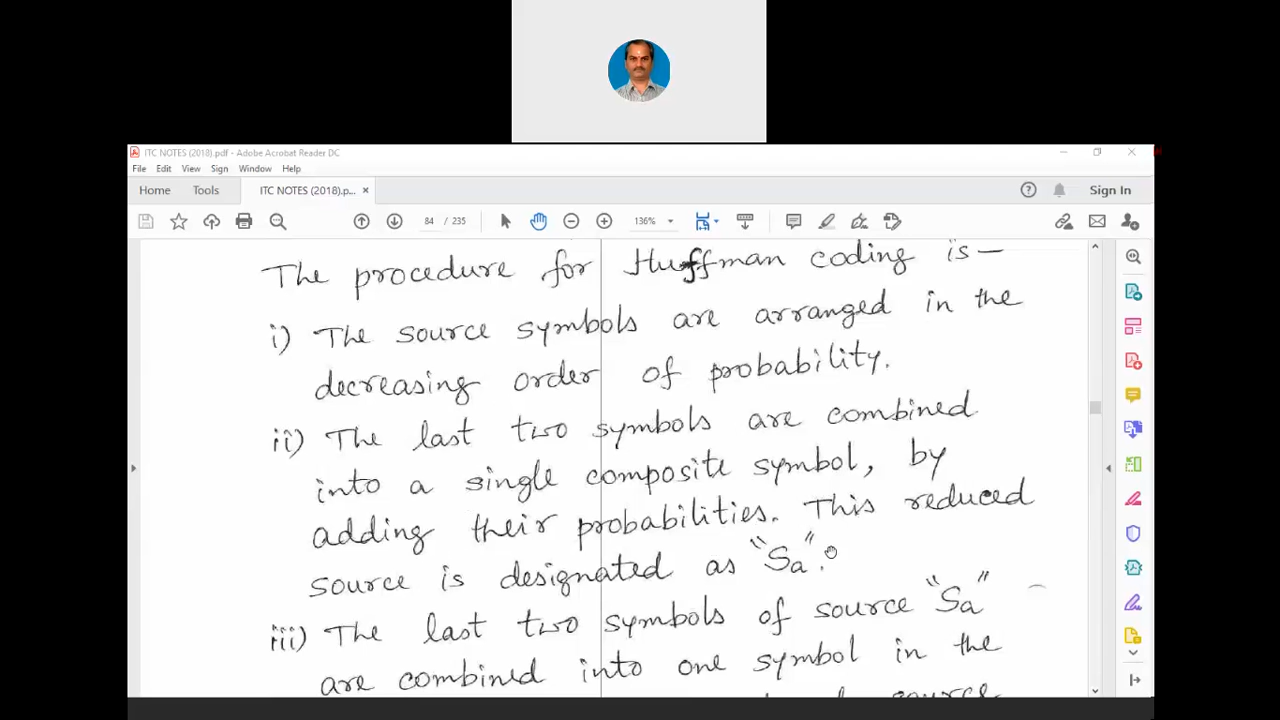 ITC NOTES (2018).pdf - Adobe Acrobat Reader DC
File Edit View Sign Window Help
Home Tools ITC NOTES (2018).p... × Sign In
84 / 235 136%
The procedure for Huffman coding is—
i) The source symbols are arranged in the
decreasing order of probability.
ii) The last two symbols are combined
into a single composite symbol, by
adding their probabilities. This reduced
source is designated as "Sa".
iii) The last two symbols of source "Sa"
are combined into one symbol in the
source